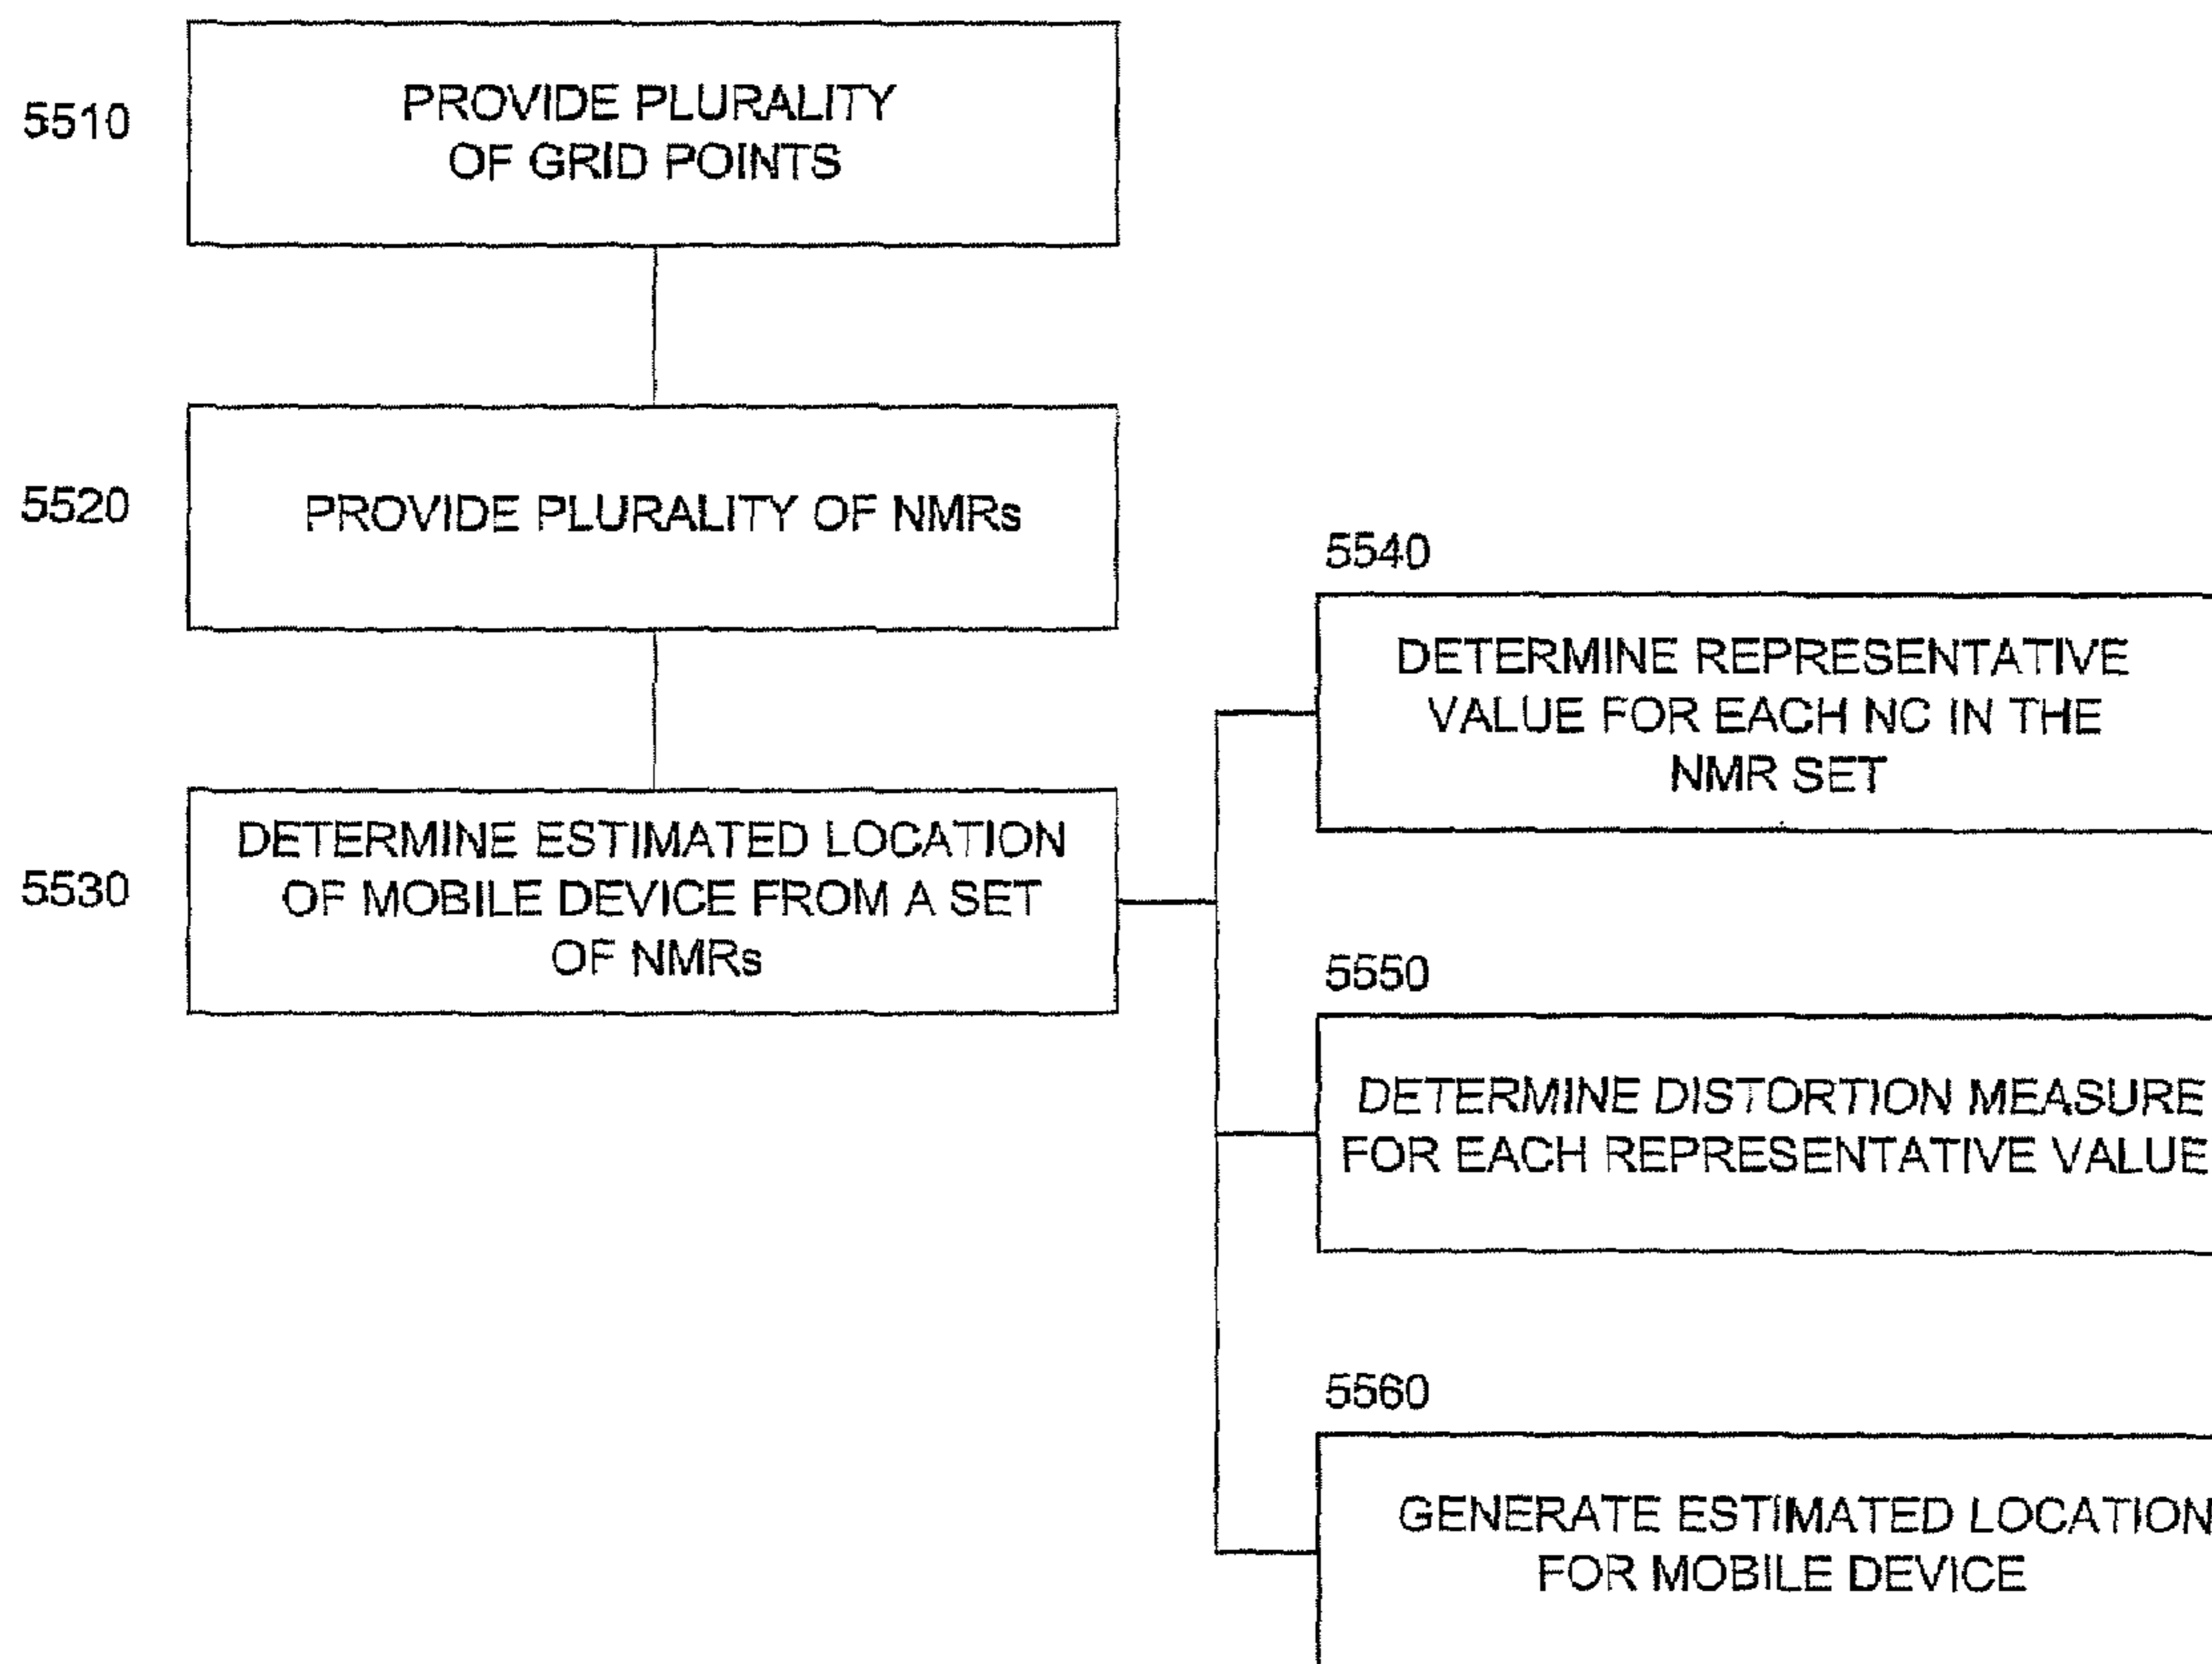 5510
PROVIDE PLURALITY
OF GRID POINTS
5520
PROVIDE PLURALITY OF NMRs
5530
DETERMINE ESTIMATED LOCATION
OF MOBILE DEVICE FROM A SET
OF NMRs
5540
DETERMINE REPRESENTATIVE
VALUE FOR EACH NC IN THE
NMR SET
5550
DETERMINE DISTORTION MEASURE
FOR EACH REPRESENTATIVE VALUE
5560
GENERATE ESTIMATED LOCATION
FOR MOBILE DEVICE